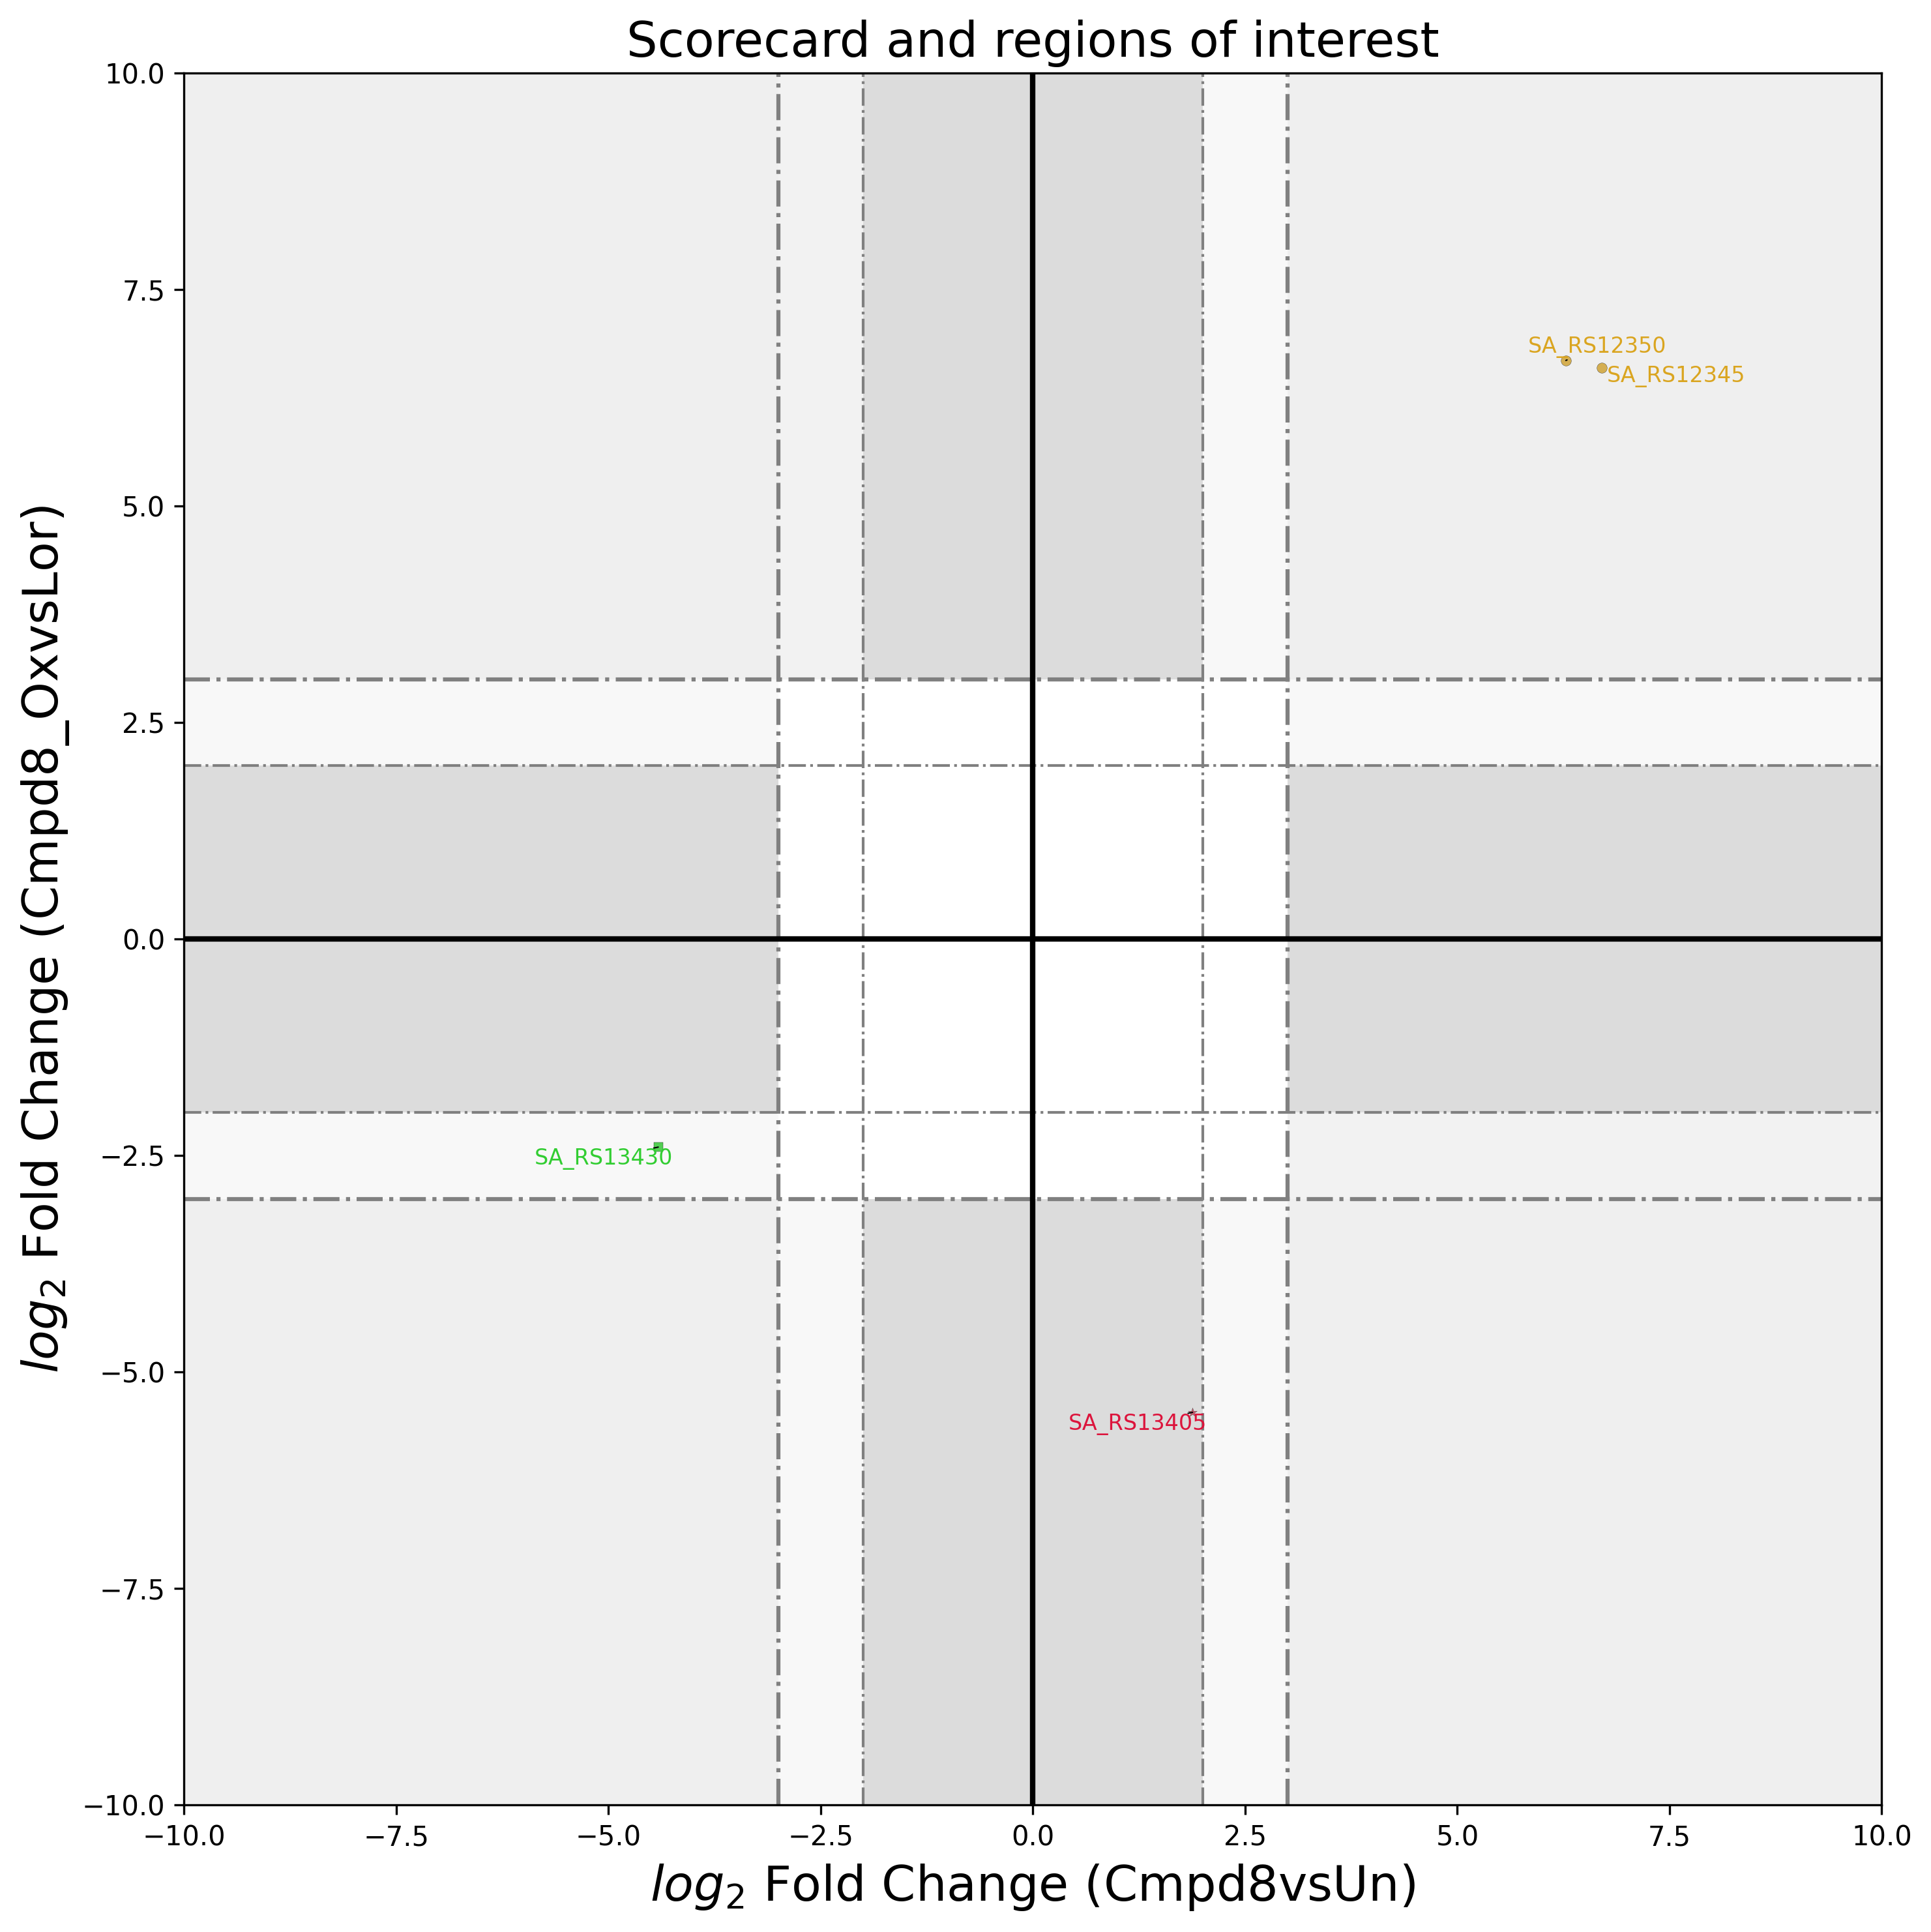 Scorecard and regions of interest
10.0
7.5
5.0
2.5
0.0
−2.5
−5.0
−7.5
−10.0
log₂ Fold Change (Cmpd8_OxvsLor)
SA_RS12350
SA_RS12345
SA_RS13430
SA_RS13405
−10.0 −7.5 −5.0 −2.5 0.0 2.5 5.0 7.5 10.0
log₂ Fold Change (Cmpd8vsUn)